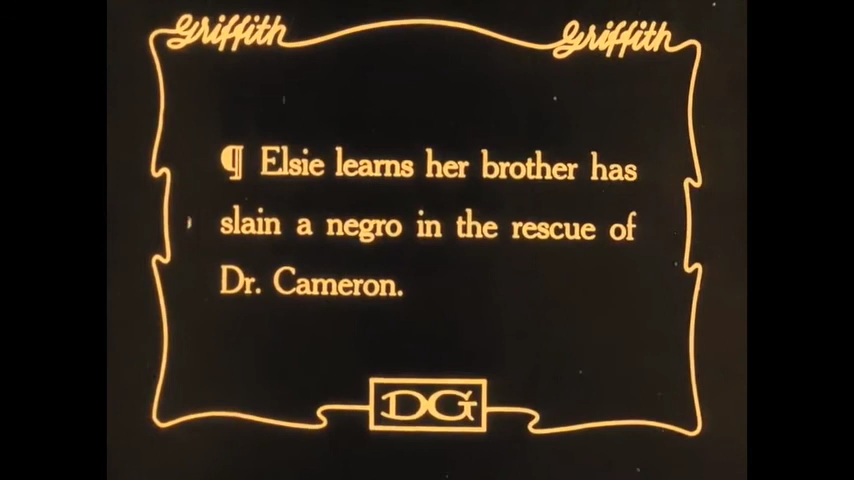 Griffith Griffith
¶ Elsie learns her brother has
slain a negro in the rescue of
Dr. Cameron.
DG